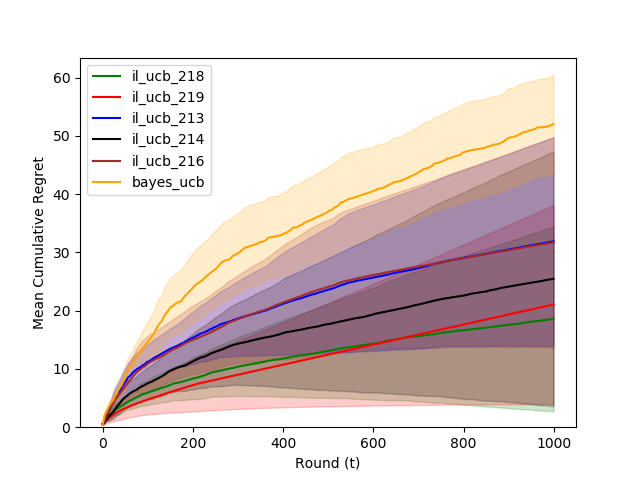 il_ucb_218
il_ucb_219
il_ucb_213
il_ucb_214
il_ucb_216
bayes_ucb
Mean Cumulative Regret
60
50
40
30
20
10
0
0 200 400 600 800 1000
Round (t)